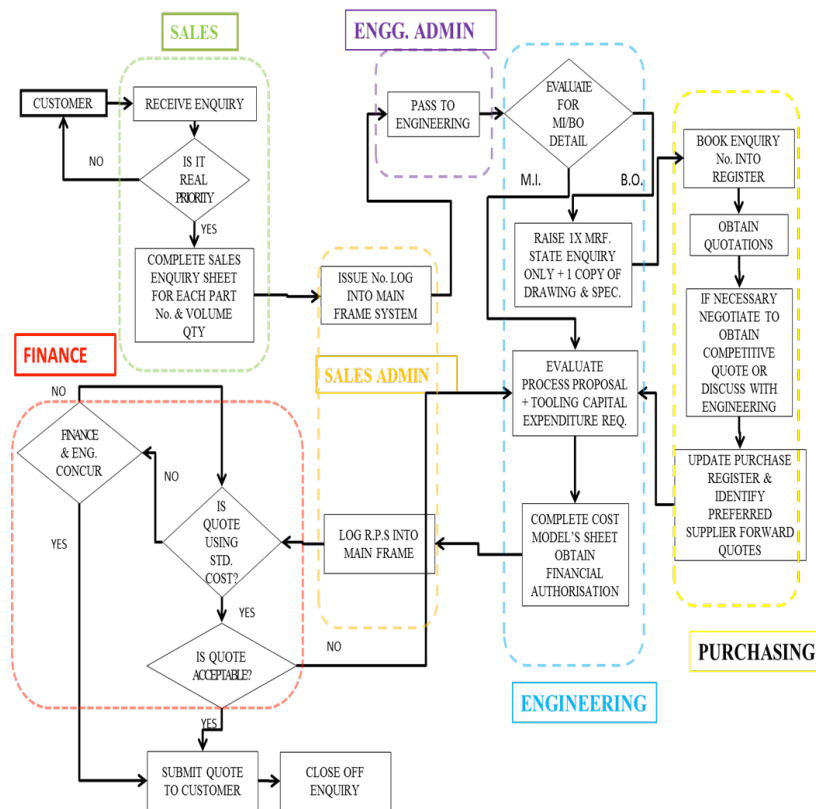 SALES
ENGG. ADMIN
CUSTOMER
RECEIVE ENQUIRY
NO
IS IT
REAL
PRIORITY
YES
COMPLETE SALES
ENQUIRY SHEET
FOR EACH PART
No. & VOLUME
QTY
PASS TO
ENGINEERING
EVALUATE
FOR
MI/BO
DETAIL
M.I.
B.O.
BOOK ENQUIRY
No. INTO
REGISTER
RAISE 1X MRF.
STATE ENQUIRY
ONLY + 1 COPY OF
DRAWING & SPEC.
OBTAIN
QUOTATIONS
ISSUE No. LOG
INTO MAIN
FRAME SYSTEM
IF NECESSARY
NEGOTIATE TO
OBTAIN
COMPETITIVE
QUOTE OR
DISCUSS WITH
ENGINEERING
FINANCE
SALES ADMIN
EVALUATE
PROCESS PROPOSAL
+ TOOLING CAPITAL
EXPENDITURE REQ.
UPDATE PURCHASE
REGISTER &
IDENTIFY
PREFERRED
SUPPLIER FORWARD
QUOTES
NO
FINANCE
& ENG.
CONCUR
NO
YES
IS
QUOTE
USING
STD.
COST?
LOG R.P.S INTO
MAIN FRAME
COMPLETE COST
MODEL'S SHEET
OBTAIN
FINANCIAL
AUTHORISATION
YES
NO
IS QUOTE
ACCEPTABLE?
PURCHASING
ENGINEERING
YES
SUBMIT QUOTE
TO CUSTOMER
CLOSE OFF
ENQUIRY